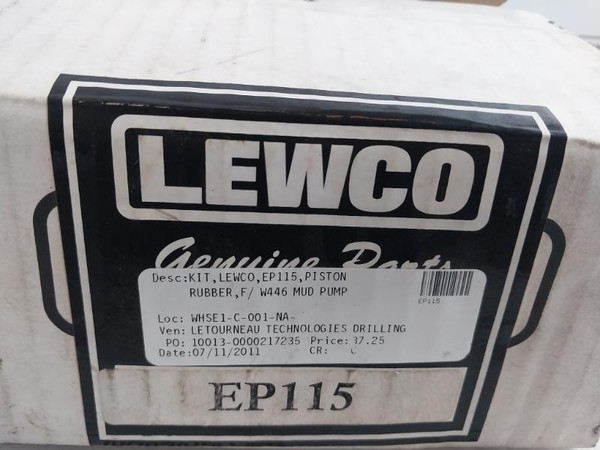 LEWCO
Genuine Parts
Desc:KIT,LEWCO,EP115,PISTON
RUBBER,F/ W446 MUD PUMP
EP115
Loc: WHSE1-C-001-NA-
Ven: LETOURNEAU TECHNOLOGIES DRILLING
PO: 10013-0000217235 Price: 37.25
Date:07/11/2011 CR:
EP115